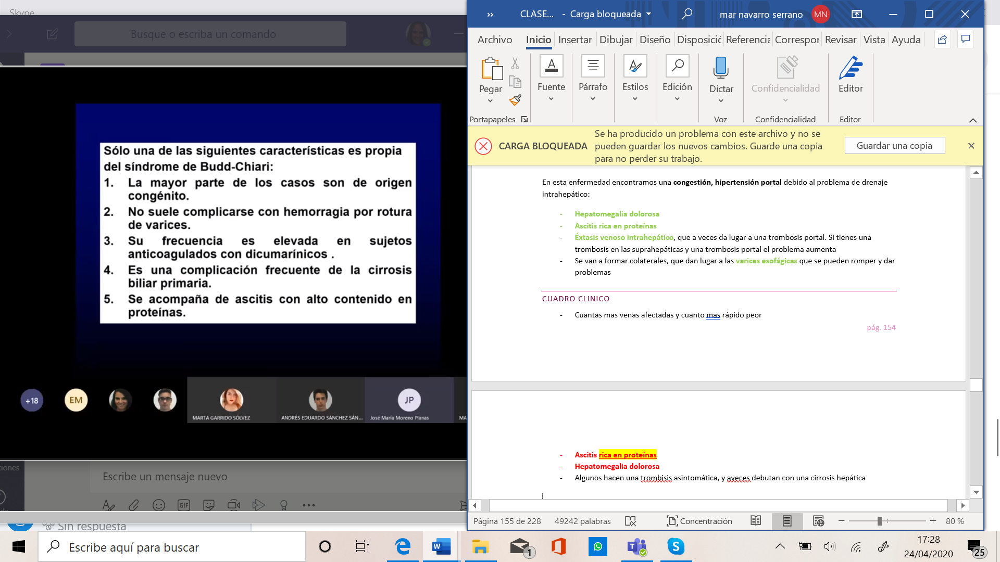 Skype
Busque o escriba un comando
Sólo una de las siguientes características es propia
del síndrome de Budd-Chiari:
1. La mayor parte de los casos son de origen
congénito.
2. No suele complicarse con hemorragia por rotura
de varices.
3. Su frecuencia es elevada en sujetos
anticoagulados con dicumarínicos .
4. Es una complicación frecuente de la cirrosis
biliar primaria.
5. Se acompaña de ascitis con alto contenido en
proteínas.
+18
EM
JP
MARTA GARRIDO SÓLVEZ
ANDRÉS EDUARDO SÁNCHEZ SÁN...
José María Moreno Planas
MA
iones
Escribe un mensaje nuevo
GIF
Sin respuesta
CLASE... - Carga bloqueada
mar navarro serrano
MN
Archivo Inicio Insertar Dibujar Diseño Disposició Referencia Correspor Revisar Vista Ayuda
Pegar
Fuente
Párrafo
Estilos
Edición
Dictar
Confidencialidad
Editor
Portapapeles
Voz
Confidencialidad
Editor
CARGA BLOQUEADA
Se ha producido un problema con este archivo y no se
pueden guardar los nuevos cambios. Guarde una copia
para no perder su trabajo.
Guardar una copia
En esta enfermedad encontramos una congestión, hipertensión portal debido al problema de drenaje
intrahepático:
- Hepatomegalia dolorosa
- Ascitis rica en proteínas
- Éxtasis venoso intrahepático, que a veces da lugar a una trombosis portal. Si tienes una
trombosis en las suprahepáticas y una trombosis portal el problema aumenta
- Se van a formar colaterales, que dan lugar a las varices esofágicas que se pueden romper y dar
problemas
CUADRO CLINICO
- Cuantas mas venas afectadas y cuanto mas rápido peor
pág. 154
- Ascitis rica en proteínas
- Hepatomegalia dolorosa
- Algunos hacen una trombisis asintomática, y aveces debutan con una cirrosis hepática
Página 155 de 228
49242 palabras
Concentración
80 %
Escribe aquí para buscar
1
17:28
24/04/2020
25